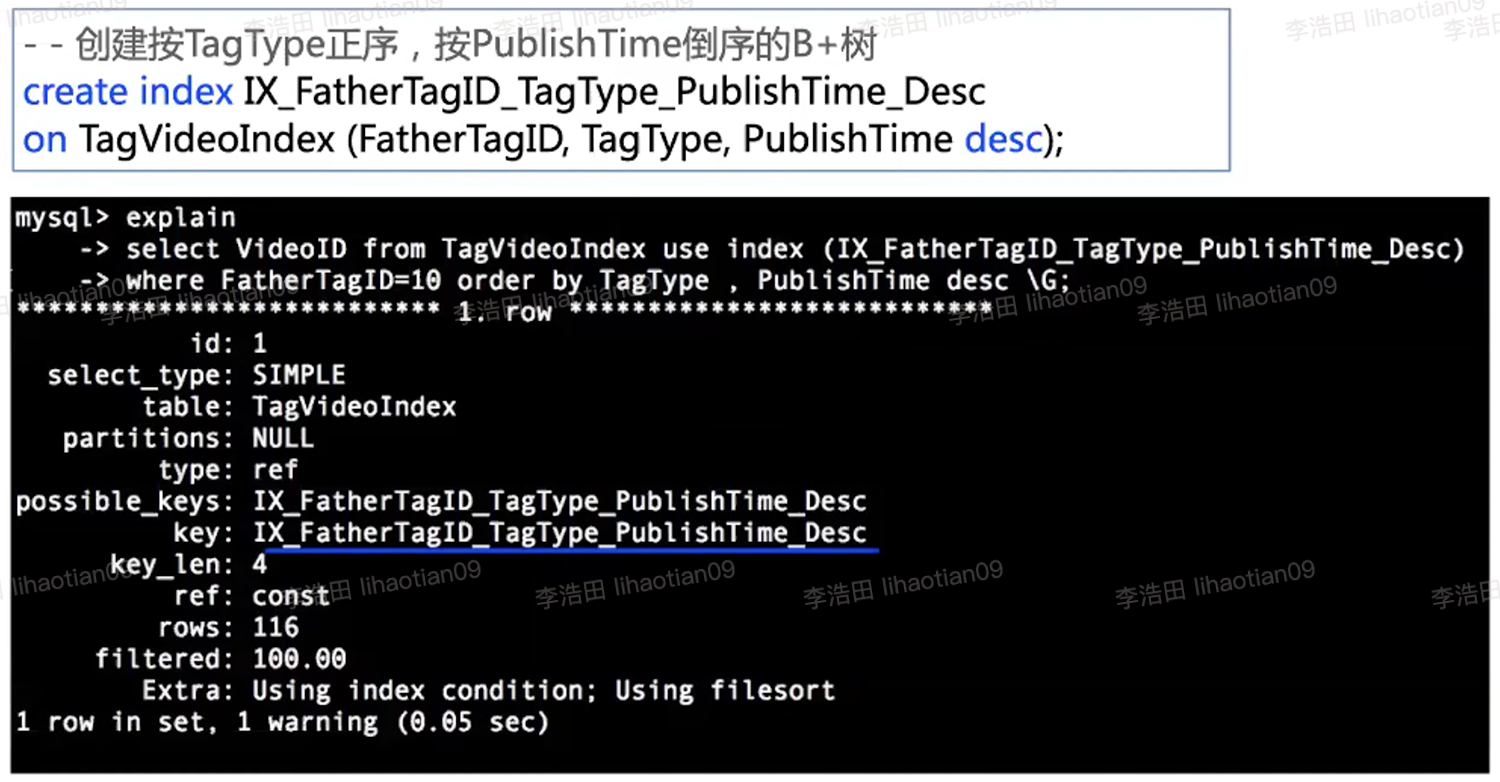 - - 创建按TagType正序，按PublishTime倒序的B+树
create index IX_FatherTagID_TagType_PublishTime_Desc
on TagVideoIndex (FatherTagID, TagType, PublishTime desc);
mysql> explain
-> select VideoID from TagVideoIndex use index (IX_FatherTagID_TagType_PublishTime_Desc)
-> where FatherTagID=10 order by TagType , PublishTime desc \G;
*************************** 1. row ***************************
id: 1
select_type: SIMPLE
table: TagVideoIndex
partitions: NULL
type: ref
possible_keys: IX_FatherTagID_TagType_PublishTime_Desc
key: IX_FatherTagID_TagType_PublishTime_Desc
key_len: 4
ref: const
rows: 116
filtered: 100.00
Extra: Using index condition; Using filesort
1 row in set, 1 warning (0.05 sec)
李浩田 lihaotian09